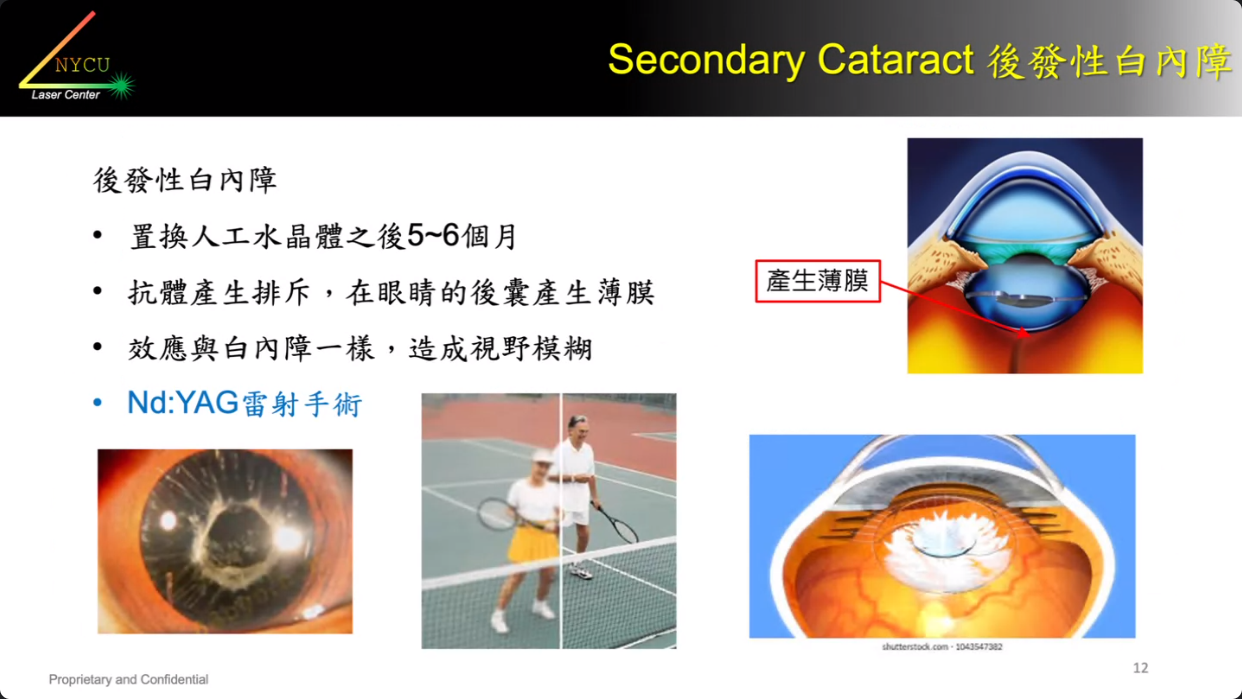 NYCU
Laser Center
Secondary Cataract 後發性白內障
後發性白內障
• 置換人工水晶體之後5~6個月
• 抗體產生排斥，在眼睛的後囊產生薄膜
• 效應與白內障一樣，造成視野模糊
• Nd:YAG雷射手術
產生薄膜
shutterstock.com · 1043547382
Proprietary and Confidential
12